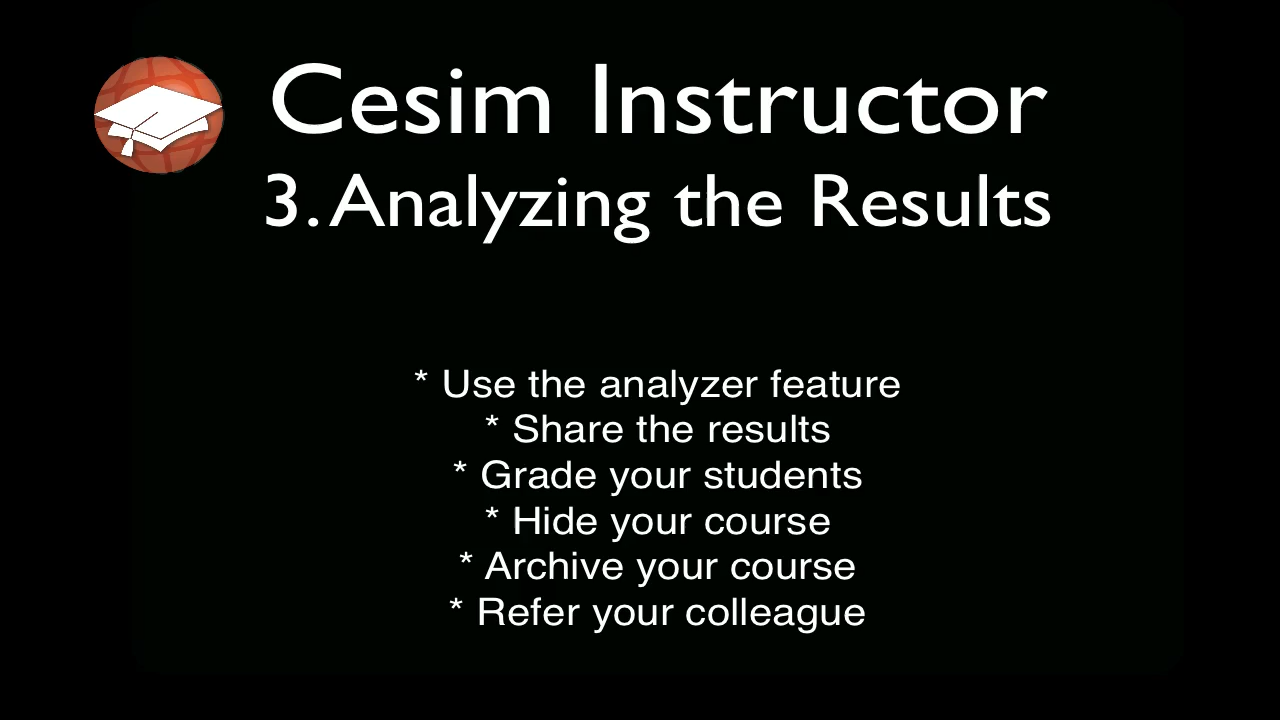 Cesim Instructor
3. Analyzing the Results
* Use the analyzer feature
* Share the results
* Grade your students
* Hide your course
* Archive your course
* Refer your colleague